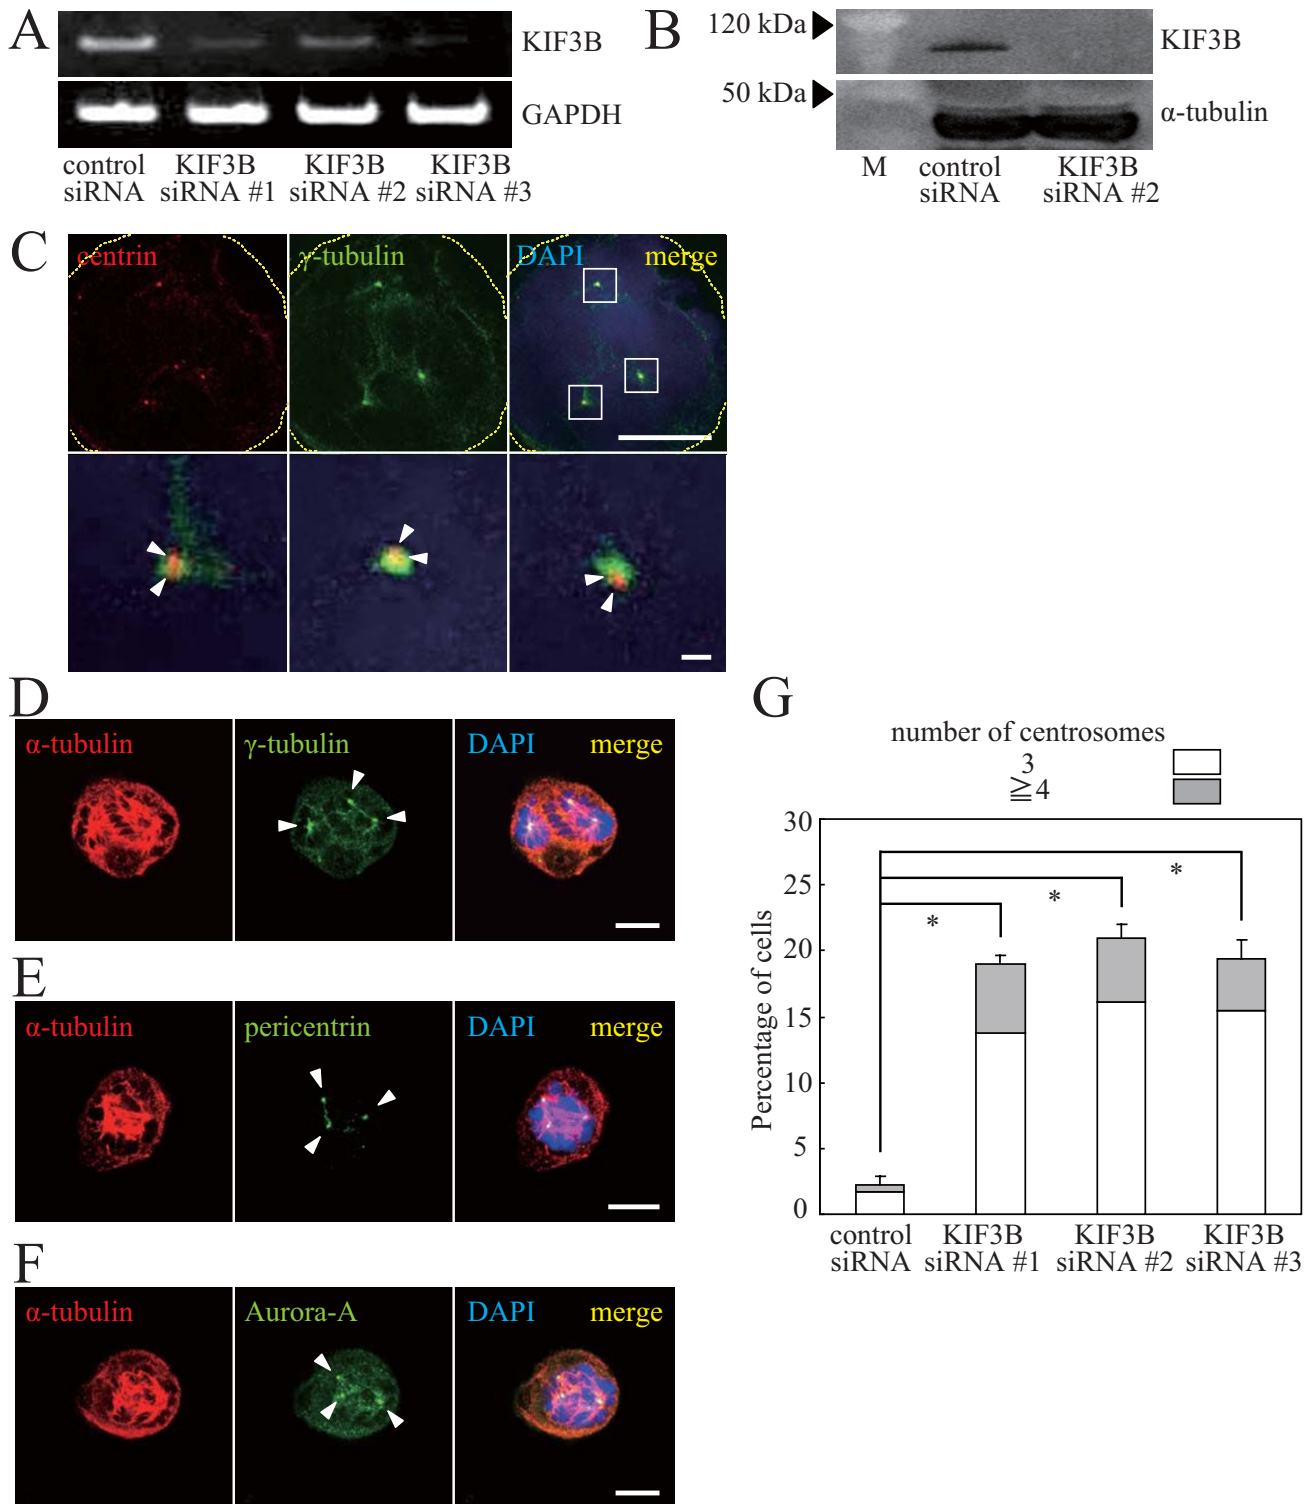 A
KIF3B
GAPDH
control siRNA
KIF3B siRNA #1
KIF3B siRNA #2
KIF3B siRNA #3
B
120 kDa
KIF3B
50 kDa
α-tubulin
M
control siRNA
KIF3B siRNA #2
C
centrin
γ-tubulin
DAPI
merge
D
α-tubulin
γ-tubulin
DAPI
merge
E
α-tubulin
pericentrin
DAPI
merge
F
α-tubulin
Aurora-A
DAPI
merge
G
number of centrosomes
3
≧4
Percentage of cells
30
25
20
15
10
5
0
*
*
*
control siRNA
KIF3B siRNA #1
KIF3B siRNA #2
KIF3B siRNA #3